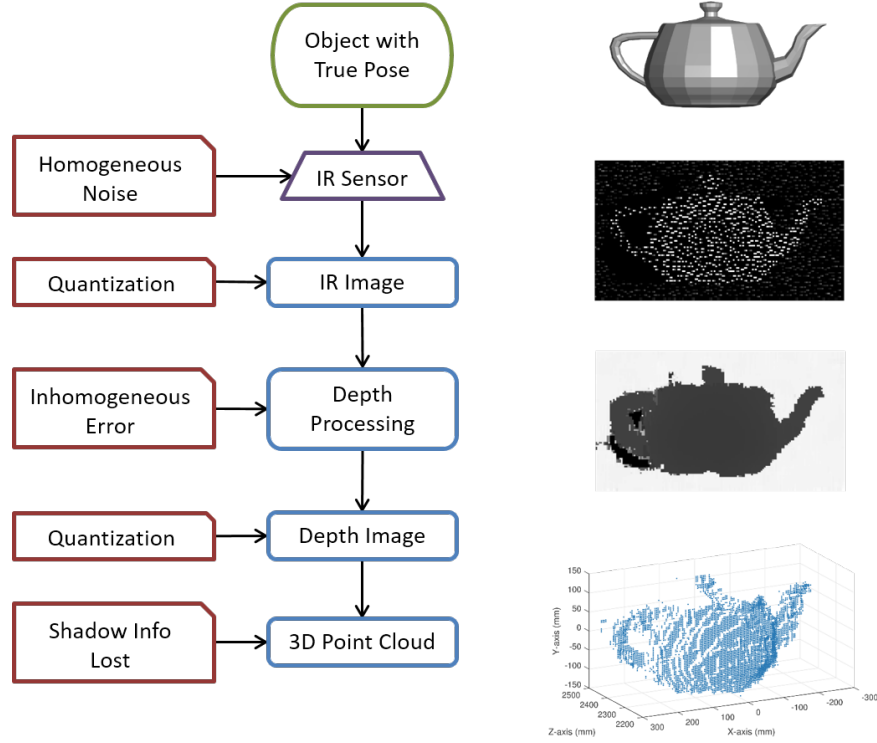 Object with
True Pose
Homogeneous
Noise
IR Sensor
Quantization
IR Image
Inhomogeneous
Error
Depth
Processing
Quantization
Depth Image
Shadow Info
Lost
3D Point Cloud
150
100
50
0
-50
-100
-150
Y-axis (mm)
2500
2400
2300
2200
Z-axis (mm)
300
200
100
0
-100
-200
-300
X-axis (mm)